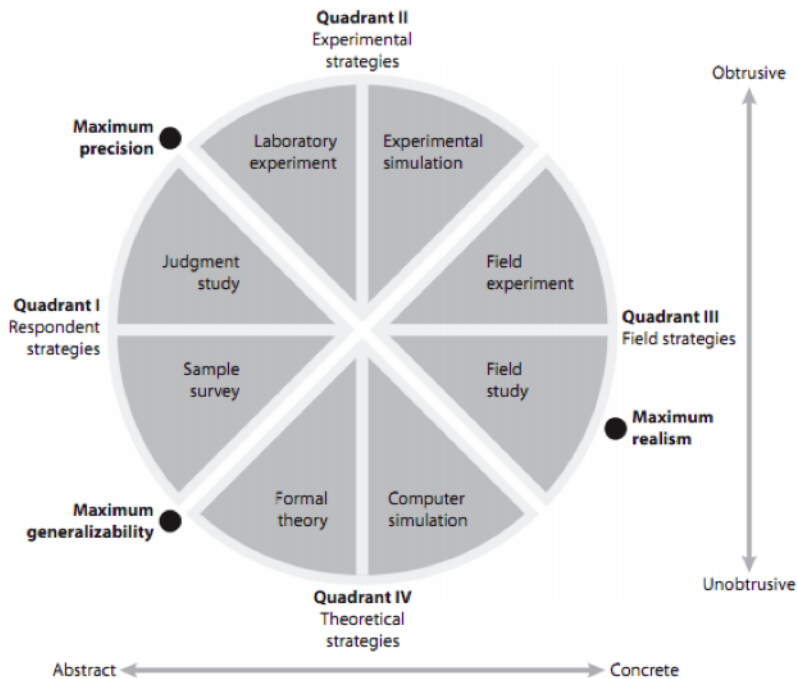 Quadrant II
Experimental
strategies
Obtrusive
Maximum
precision
Laboratory
experiment
Experimental
simulation
Judgment
study
Field
experiment
Quadrant I
Respondent
strategies
Quadrant III
Field strategies
Sample
survey
Field
study
Maximum
realism
Maximum
generalizability
Formal
theory
Computer
simulation
Unobtrusive
Quadrant IV
Theoretical
strategies
Abstract
Concrete